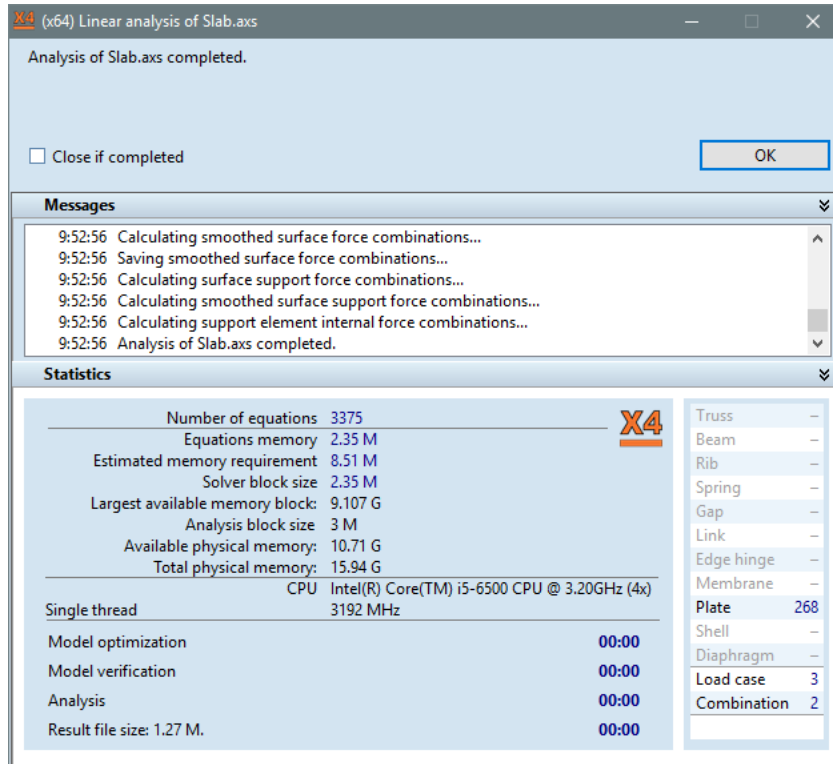 X4 (x64) Linear analysis of Slab.axs
Analysis of Slab.axs completed.
Close if completed
OK
Messages
9:52:56 Calculating smoothed surface force combinations...
9:52:56 Saving smoothed surface force combinations...
9:52:56 Calculating surface support force combinations...
9:52:56 Calculating smoothed surface support force combinations...
9:52:56 Calculating support element internal force combinations...
9:52:56 Analysis of Slab.axs completed.
Statistics
X4
Number of equations 3375
Equations memory 2.35 M
Estimated memory requirement 8.51 M
Solver block size 2.35 M
Largest available memory block: 9.107 G
Analysis block size 3 M
Available physical memory: 10.71 G
Total physical memory: 15.94 G
CPU Intel(R) Core(TM) i5-6500 CPU @ 3.20GHz (4x)
Single thread 3192 MHz
Model optimization 00:00
Model verification 00:00
Analysis 00:00
Result file size: 1.27 M. 00:00
Truss –
Beam –
Rib –
Spring –
Gap –
Link –
Edge hinge –
Membrane –
Plate 268
Shell –
Diaphragm –
Load case 3
Combination 2